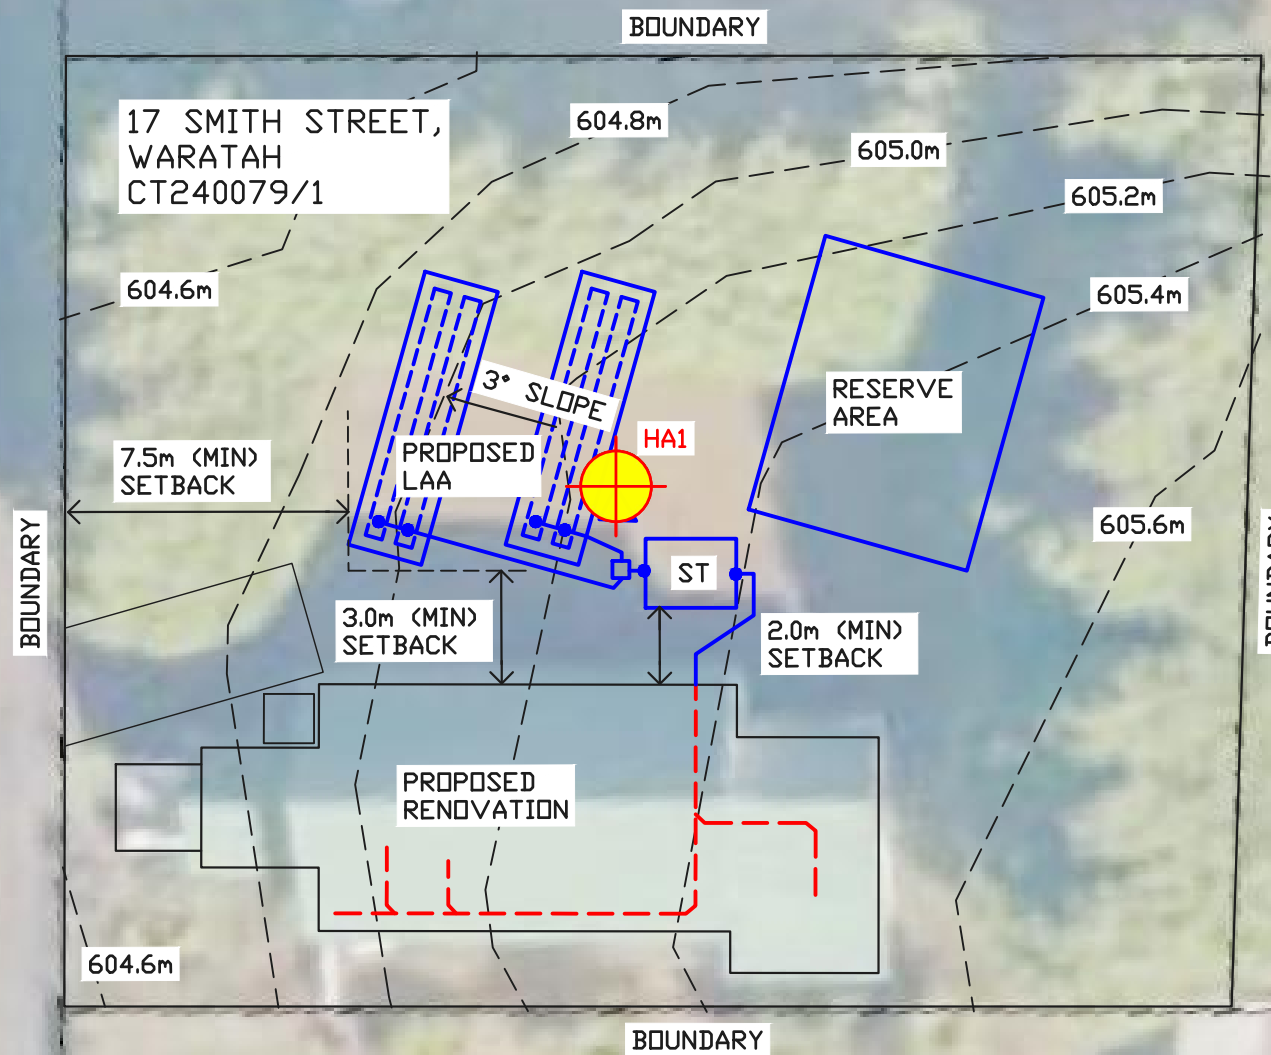 BOUNDARY
17 SMITH STREET,
WARATAH
CT240079/1
604.8m
605.0m
605.2m
604.6m
605.4m
3° SLOPE
RESERVE
AREA
HA1
7.5m (MIN)
SETBACK
PROPOSED
LAA
605.6m
BOUNDARY
BOUNDARY
ST
3.0m (MIN)
SETBACK
2.0m (MIN)
SETBACK
PROPOSED
RENOVATION
604.6m
BOUNDARY